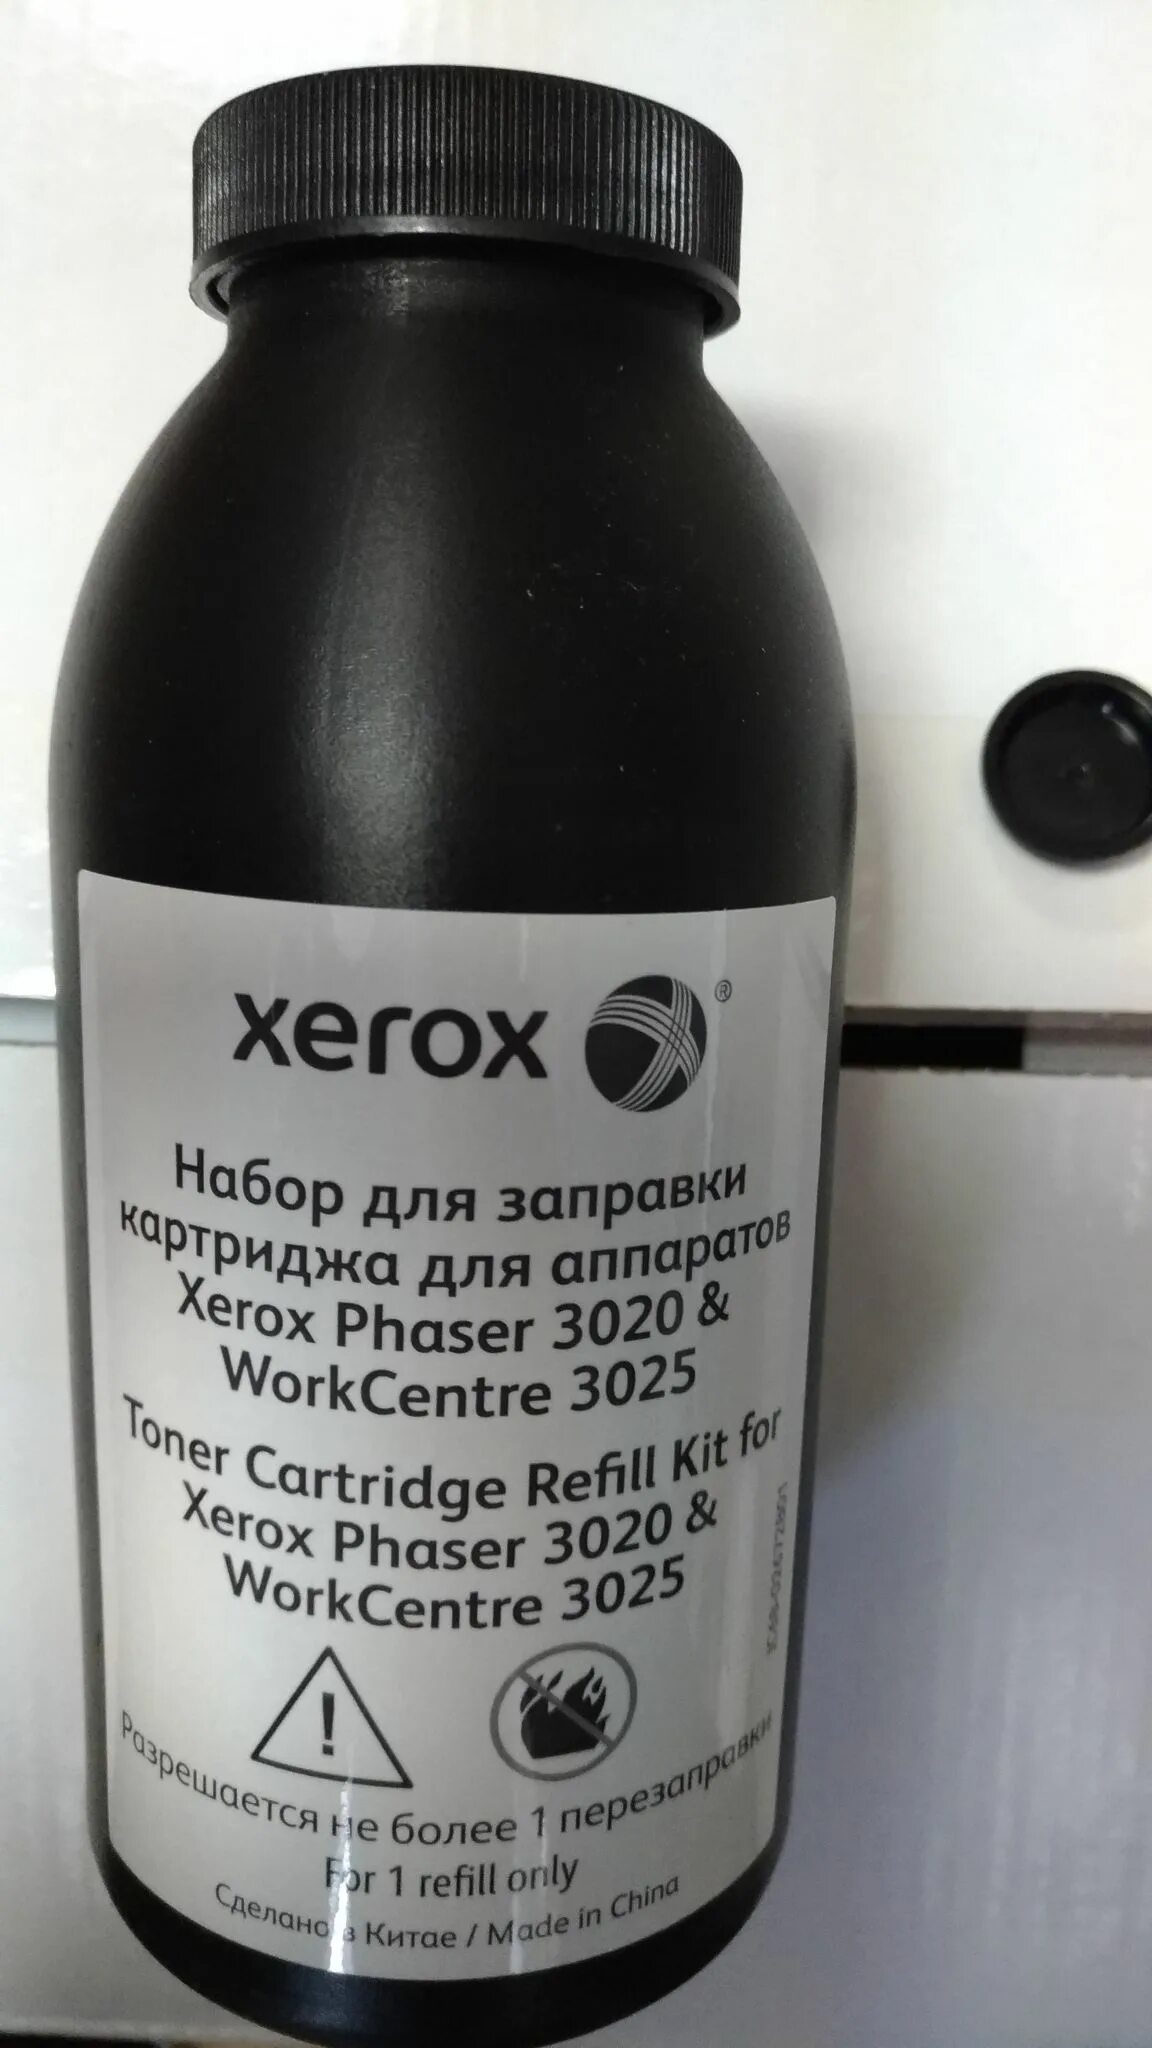 xerox ®
Набор для заправки
картриджа для аппаратов
Xerox Phaser 3020 &
WorkCentre 3025
Toner Cartridge Refill Kit for
Xerox Phaser 3020 &
WorkCentre 3025
!
Разрешается не более 1 перезаправки
For 1 refill only
Сделано в Китае / Made in China